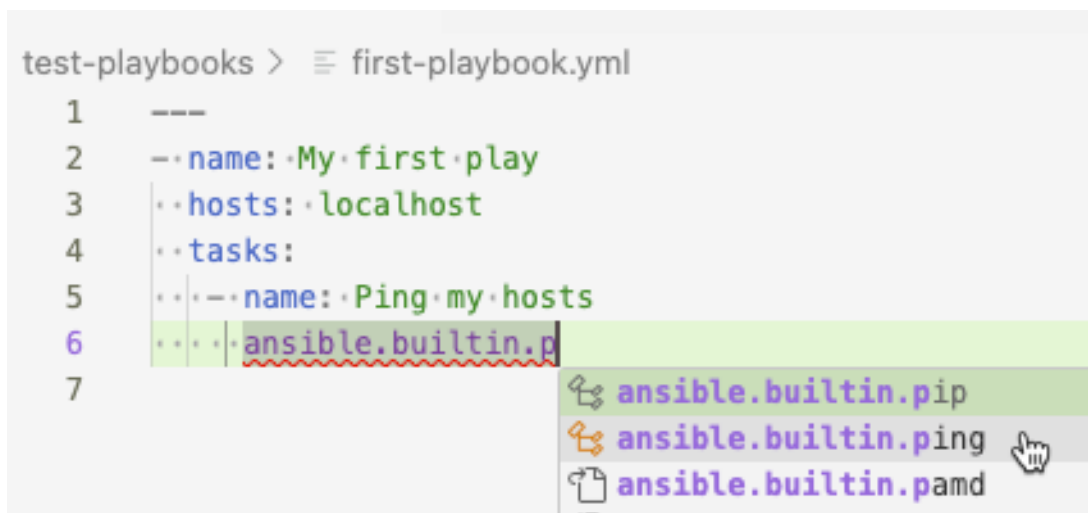 test-playbooks > first-playbook.yml
1 ---
2 - name: My first play
3 hosts: localhost
4 tasks:
5 - name: Ping my hosts
6 ansible.builtin.p
7
ansible.builtin.pip
ansible.builtin.ping
ansible.builtin.pamd